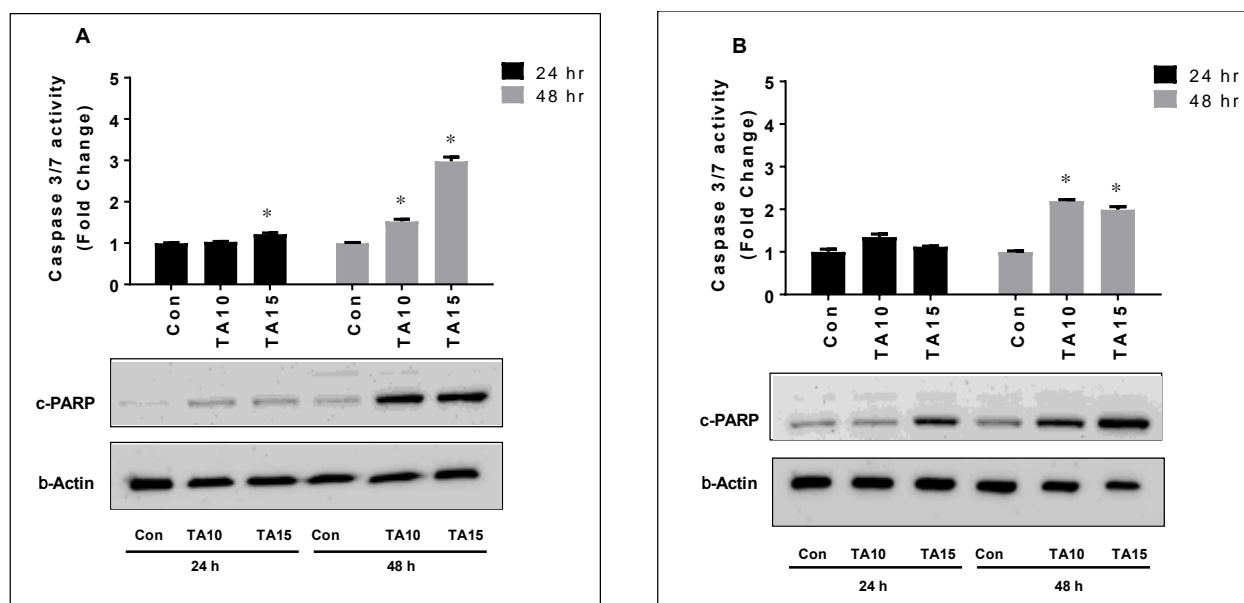 A
Caspase 3/7 activity
(Fold Change)
5
4
3
2
1
0
24 hr
48 hr
*
*
*
Con
TA10
TA15
Con
TA10
TA15
c-PARP
b-Actin
Con TA10 TA15 Con TA10 TA15
24 h 48 h
B
Caspase 3/7 activity
(Fold Change)
5
4
3
2
1
0
24 hr
48 hr
*
*
Con
TA10
TA15
Con
TA10
TA15
c-PARP
b-Actin
Con TA10 TA15 Con TA10 TA15
24 h 48 h